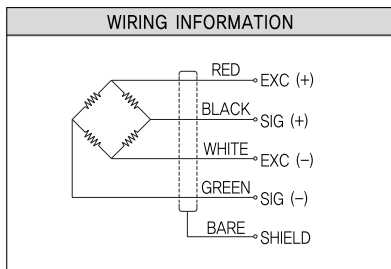 WIRING INFORMATION
RED EXC (+)
BLACK SIG (+)
WHITE EXC (-)
GREEN SIG (-)
BARE SHIELD